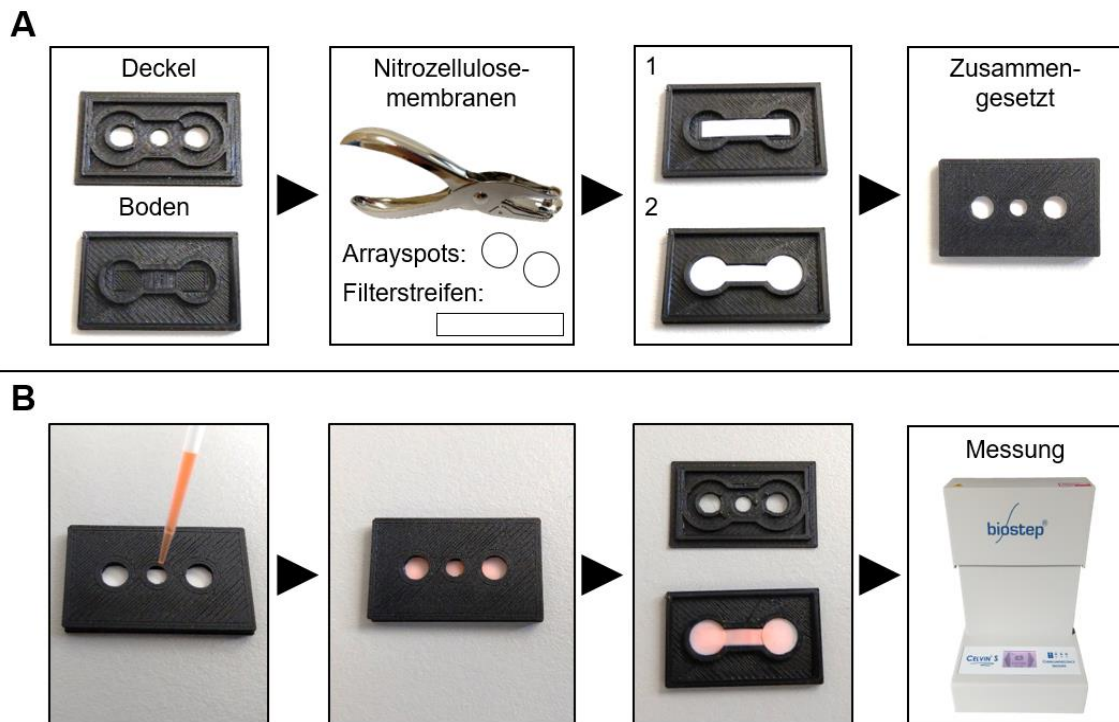 A
Deckel
Boden
Nitrozellulose-
membranen
Arrayspots:
Filterstreifen:
1
2
Zusammen-
gesetzt
B
Messung
biostep®
CELVIN® S